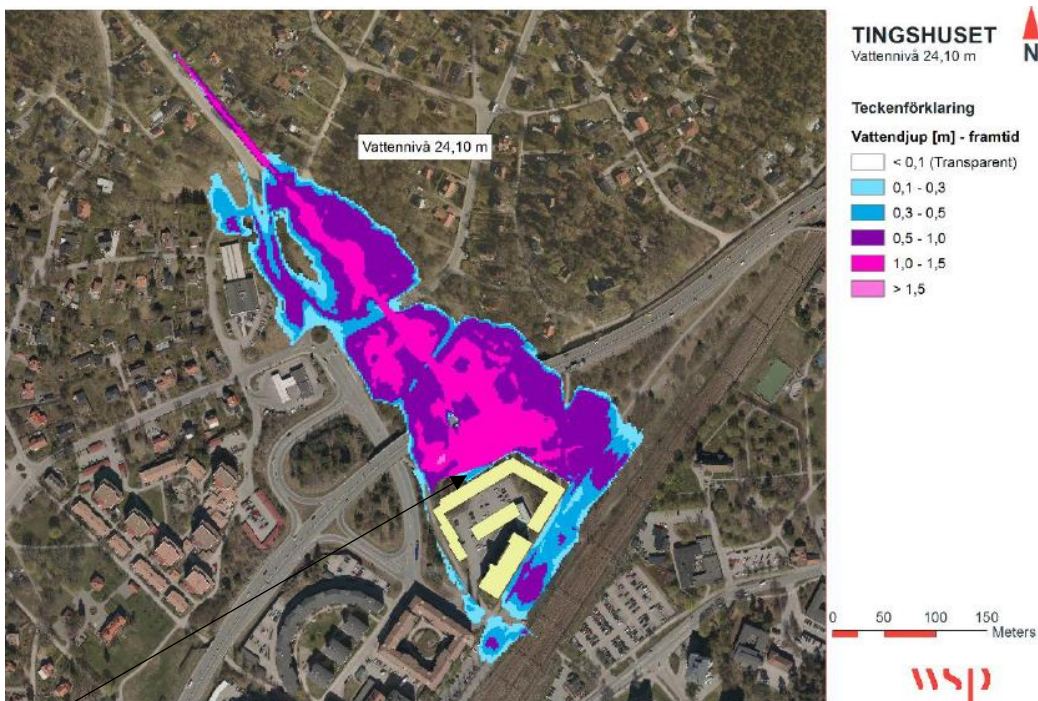 TINGSHUSET
Vattennivå 24,10 m
N
Vattennivå 24,10 m
Teckenförklaring
Vattendjup [m] - framtid
< 0,1 (Transparent)
0,1 - 0,3
0,3 - 0,5
0,5 - 1,0
1,0 - 1,5
> 1,5
0 50 100 150
Meters
wsp